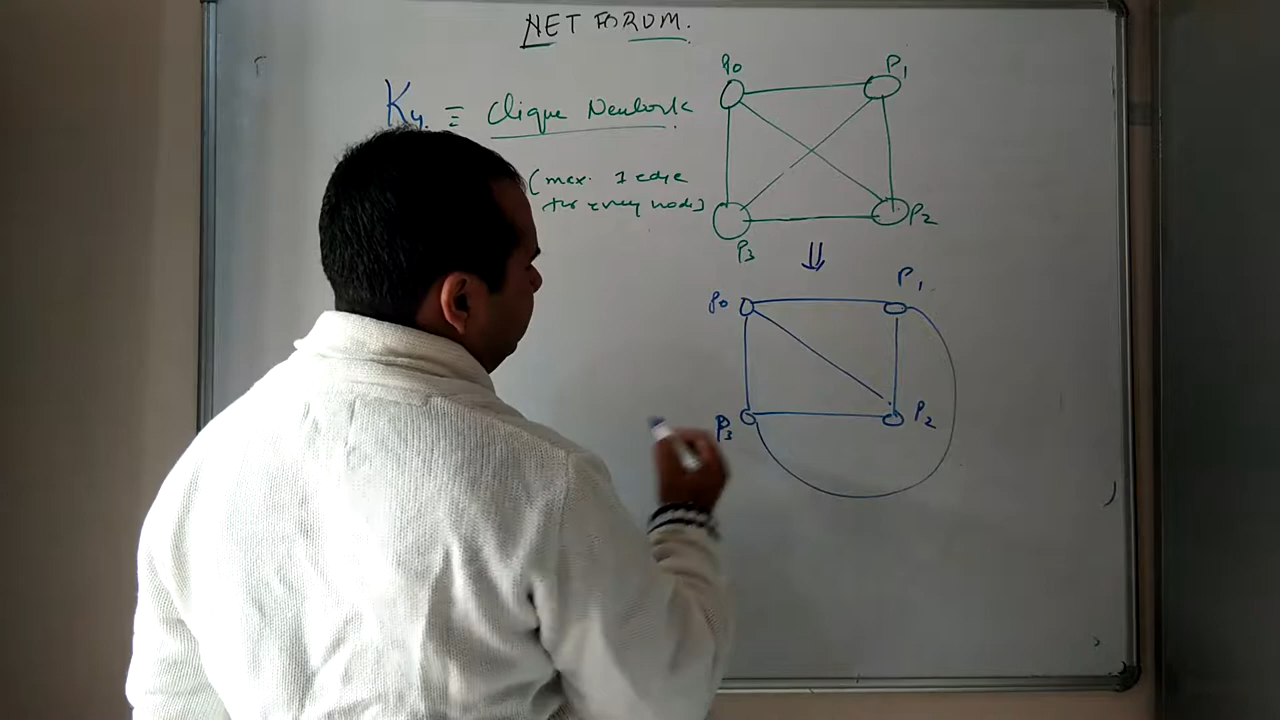 NET FORUM.
K4. ≡ Clique Network
(max. 1 edge
for every node)
P0
P1
P2
P3
P0
P1
P2
P3